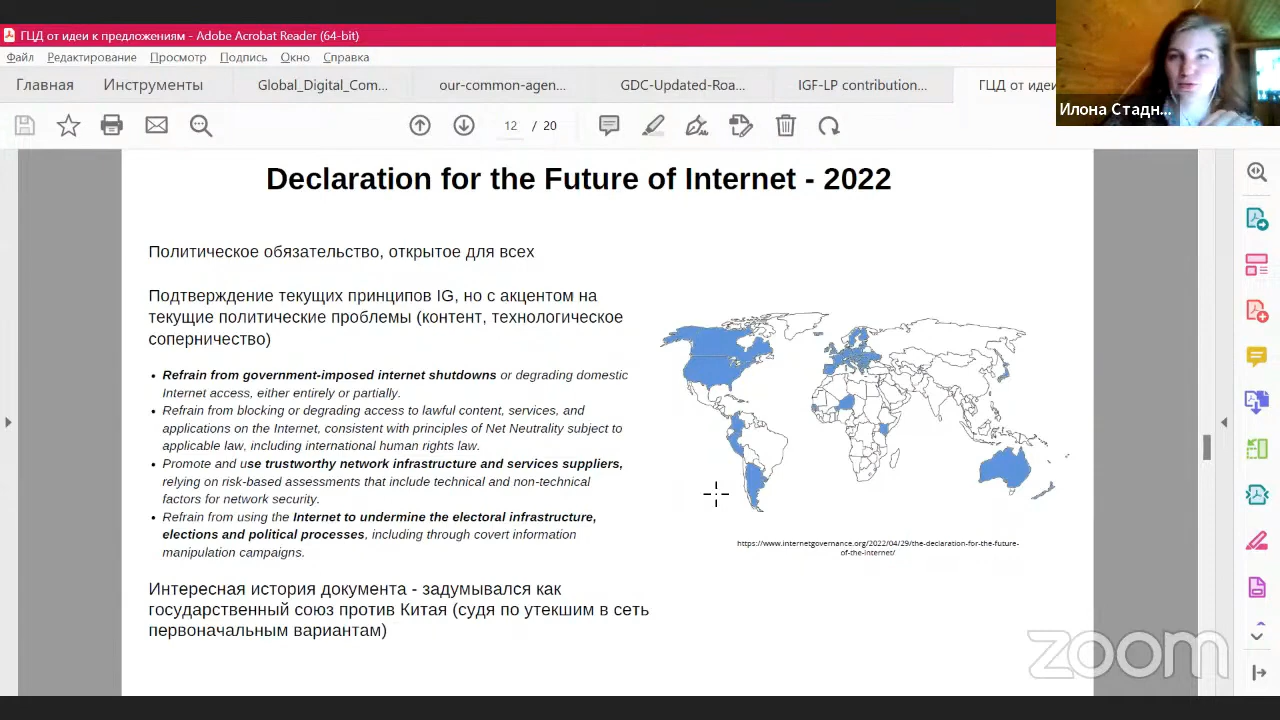 ГЦД от идеи к предложениям - Adobe Acrobat Reader (64-bit)
Файл Редактирование Просмотр Подпись Окно Справка
Главная Инструменты Global_Digital_Com... our-common-agen... GDC-Updated-Roa... IGF-LP contribution... ГЦД от идеи
Илона Стадн...
12 / 20
Declaration for the Future of Internet - 2022
Политическое обязательство, открытое для всех
Подтверждение текущих принципов IG, но с акцентом на
текущие политические проблемы (контент, технологическое
соперничество)
• Refrain from government-imposed internet shutdowns or degrading domestic
Internet access, either entirely or partially.
• Refrain from blocking or degrading access to lawful content, services, and
applications on the Internet, consistent with principles of Net Neutrality subject to
applicable law, including international human rights law.
• Promote and use trustworthy network infrastructure and services suppliers,
relying on risk-based assessments that include technical and non-technical
factors for network security.
• Refrain from using the Internet to undermine the electoral infrastructure,
elections and political processes, including through covert information
manipulation campaigns.
https://www.internetgovernance.org/2022/04/29/the-declaration-for-the-future-
of-the-internet/
Интересная история документа - задумывался как
государственный союз против Китая (судя по утекшим в сеть
первоначальным вариантам)
zoom